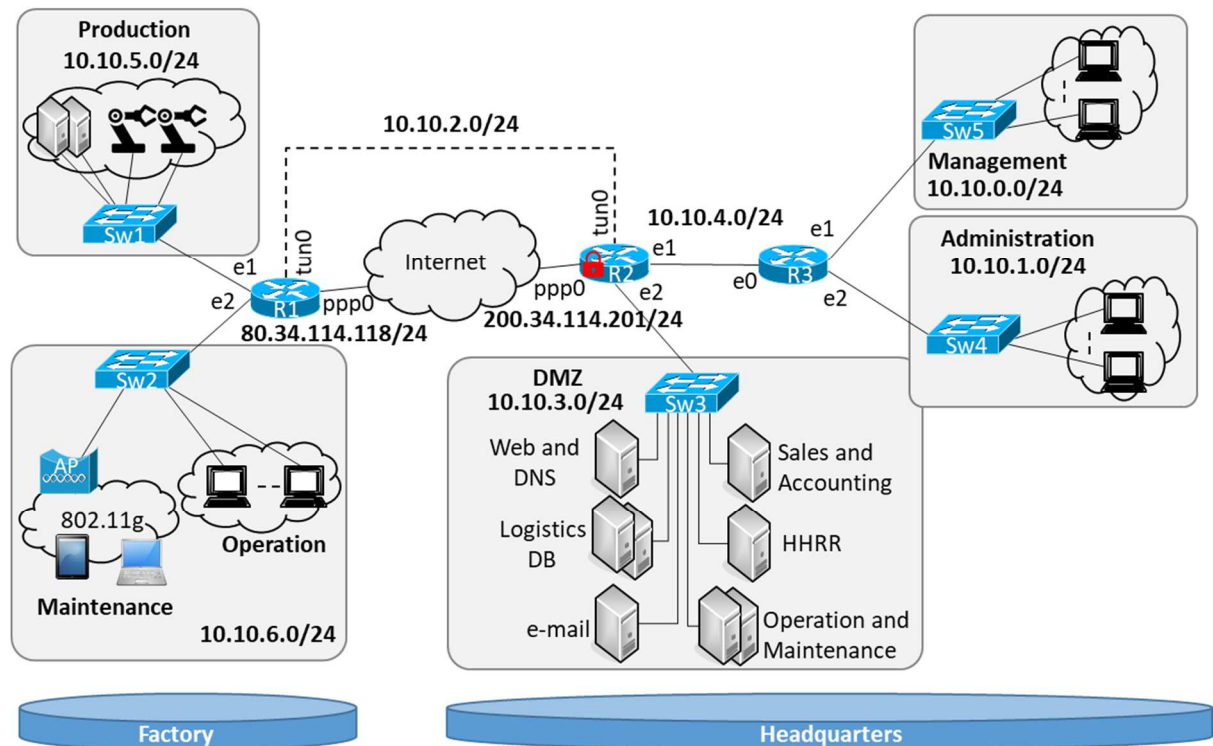 Production
10.10.5.0/24
Sw1
10.10.2.0/24
tun0
tun0
Internet
e1
e2
R1
ppp0
80.34.114.118/24
ppp0
200.34.114.201/24
R2
e1
e2
10.10.4.0/24
e0
R3
e1
e2
Sw5
Management
10.10.0.0/24
Administration
10.10.1.0/24
Sw4
Sw2
AP
802.11g
Maintenance
Operation
10.10.6.0/24
DMZ
10.10.3.0/24
Sw3
Web and
DNS
Logistics
DB
e-mail
Sales and
Accounting
HHRR
Operation and
Maintenance
Factory
Headquarters